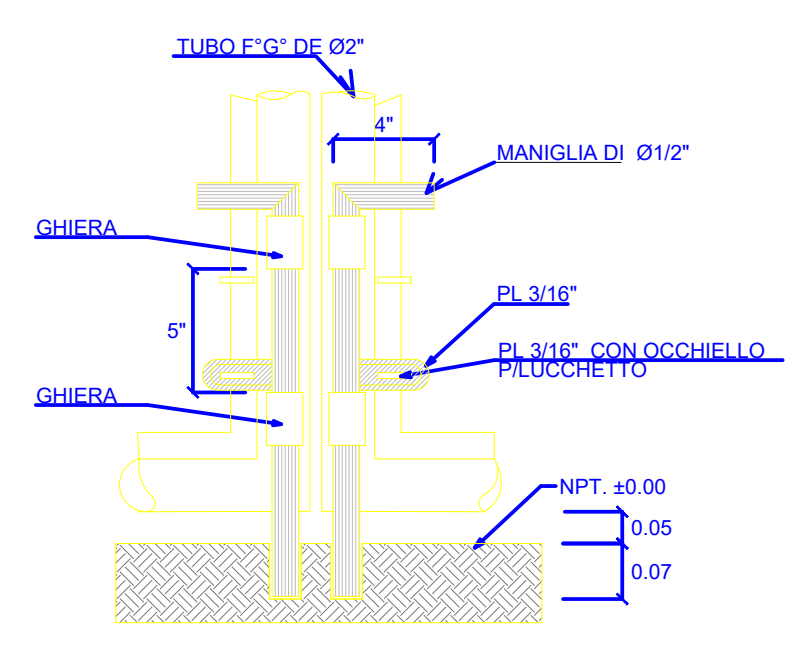 TUBO F°G° DE Ø2"
4"
MANIGLIA DI Ø1/2"
GHIERA
PL 3/16"
5"
PL 3/16" CON OCCHIELLO
P/LUCCHETTO
GHIERA
NPT. ±0.00
0.05
0.07